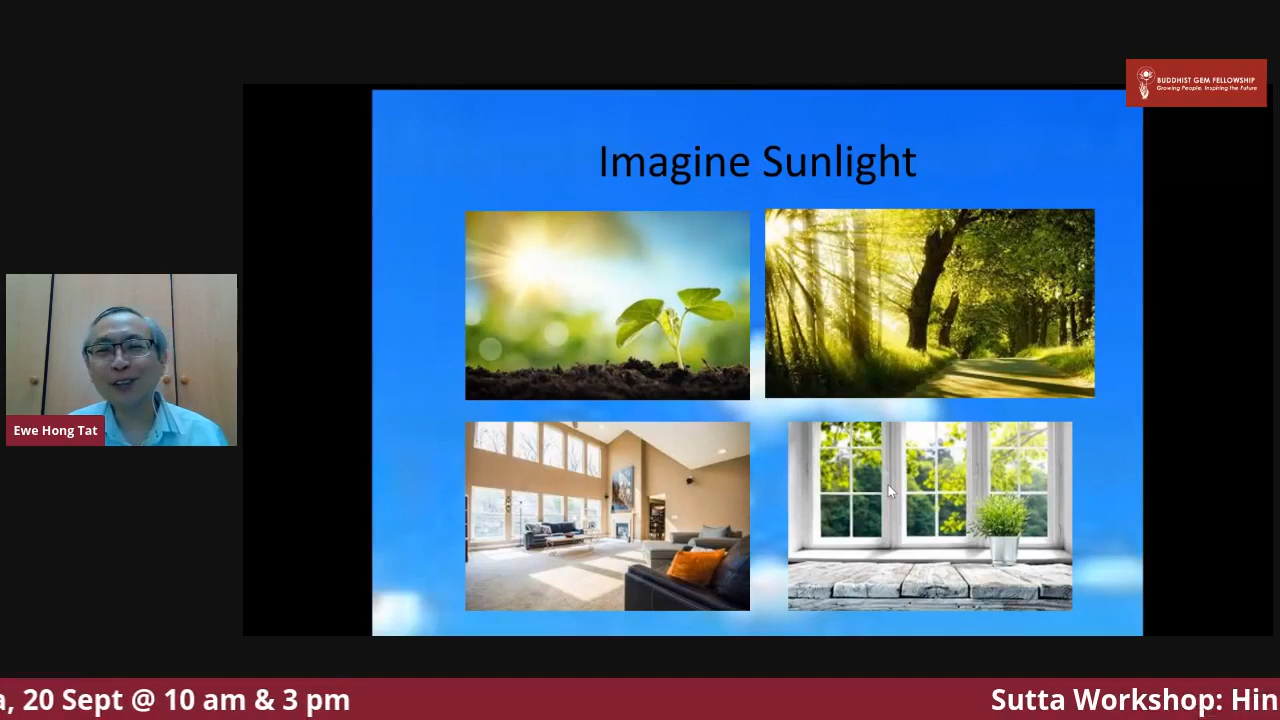 BUDDHIST GEM FELLOWSHIP
Growing People, Inspiring the Future
Imagine Sunlight
Ewe Hong Tat
a, 20 Sept @ 10 am & 3 pm
Sutta Workshop: Hin